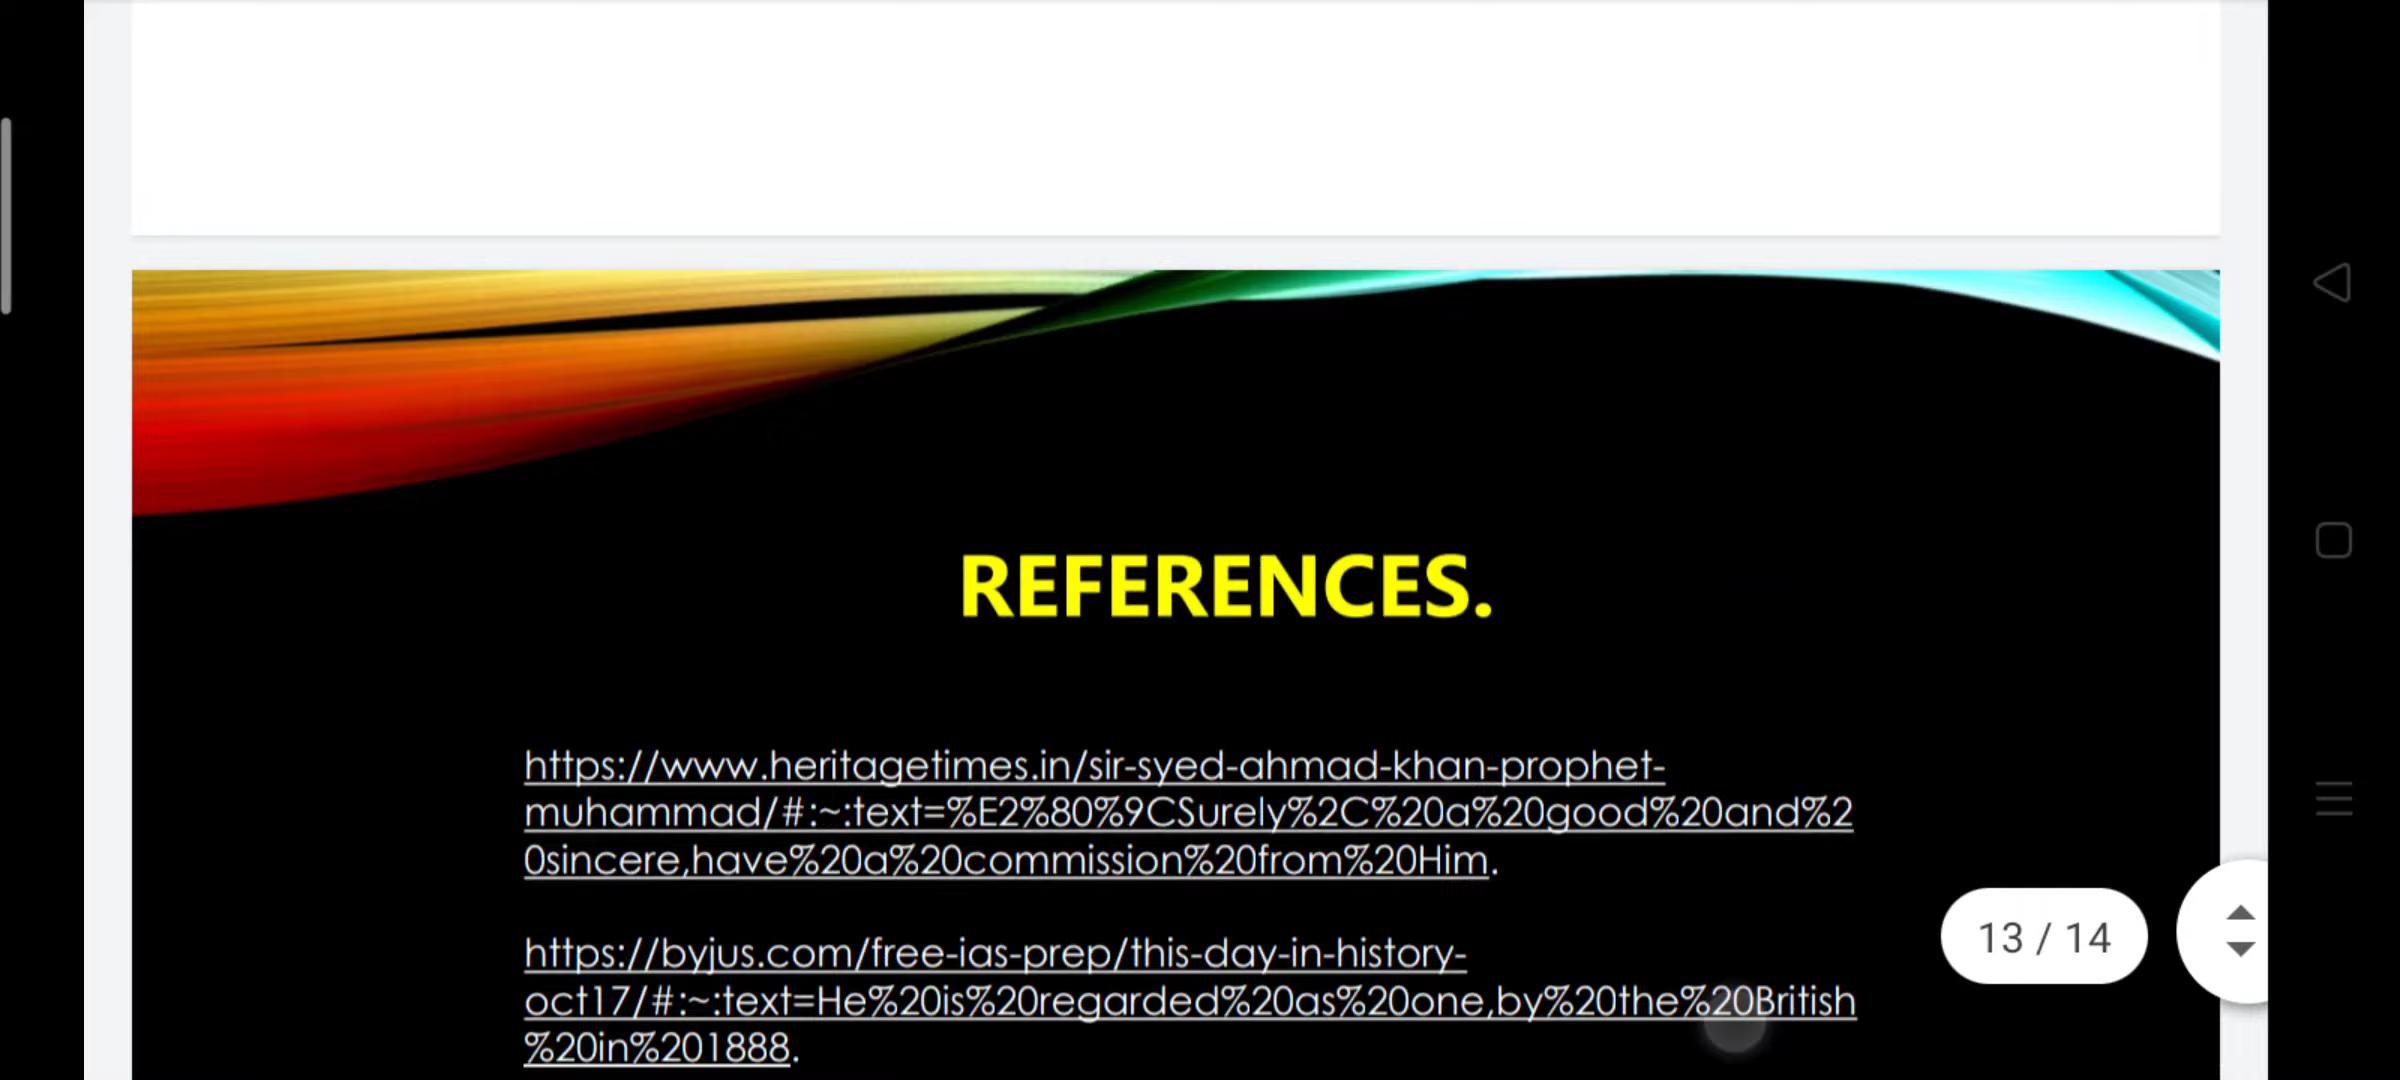 REFERENCES.
https://www.heritagetimes.in/sir-syed-ahmad-khan-prophet-
muhammad/#:~:text=%E2%80%9CSurely%2C%20a%20good%20and%2
0sincere,have%20a%20commission%20from%20Him.
https://byjus.com/free-ias-prep/this-day-in-history-
oct17/#:~:text=He%20is%20regarded%20as%20one,by%20the%20British
%20in%201888.
13 / 14